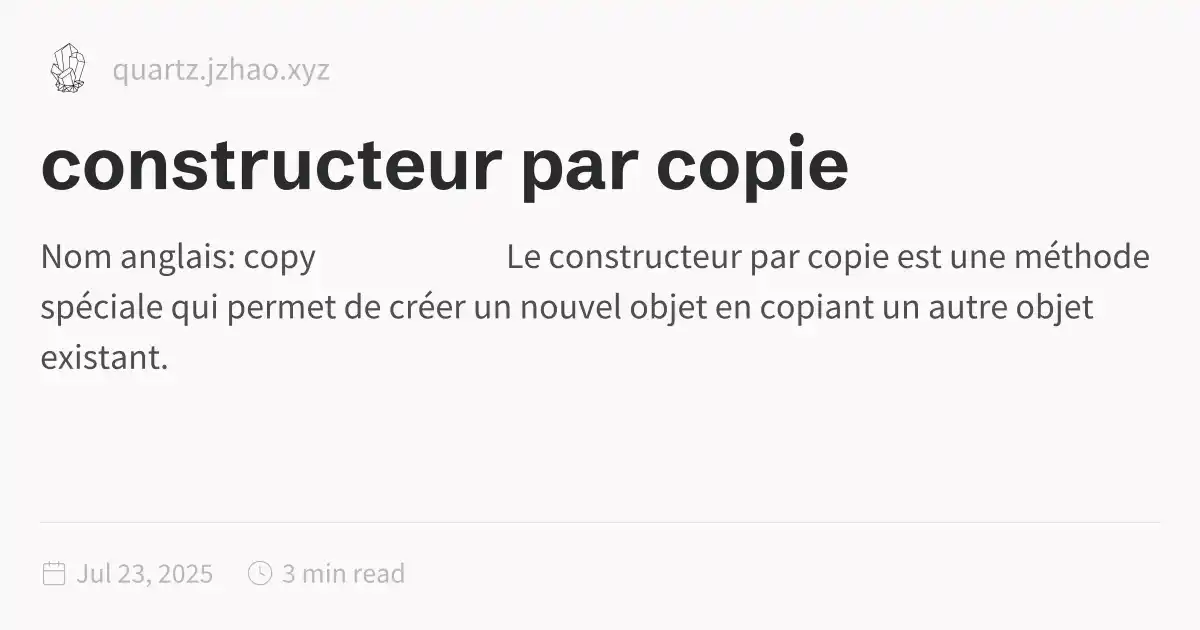 quartz.jzhao.xyz
constructeur par copie
Nom anglais: copy Le constructeur par copie est une méthode
spéciale qui permet de créer un nouvel objet en copiant un autre objet
existant.
Jul 23, 2025 3 min read